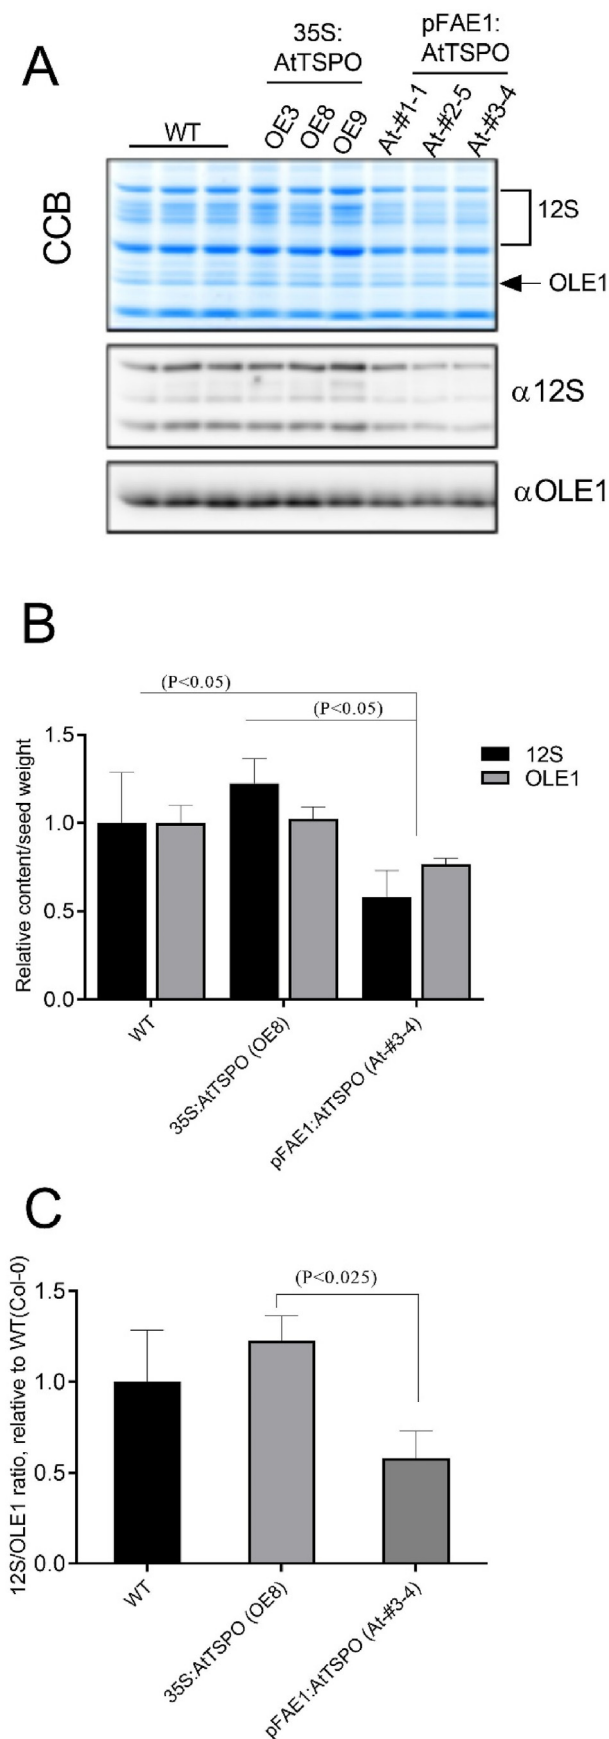 A
35S:
AtTSPO
pFAE1:
AtTSPO
WT
OE3
OE8
OE9
At-#1-1
At-#2-5
At-#3-4
CCB
12S
OLE1
α12S
αOLE1
B
(P<0.05)
(P<0.05)
12S
OLE1
Relative content/seed weight
1.5
1.0
0.5
0.0
WT
35S:AtTSPO (OE8)
pFAE1:AtTSPO (At-#3-4)
C
(P<0.025)
12S/OLE1 ratio, relative to WT(Col-0)
1.5
1.0
0.5
0.0
WT
35S:AtTSPO (OE8)
pFAE1:AtTSPO (At-#3-4)